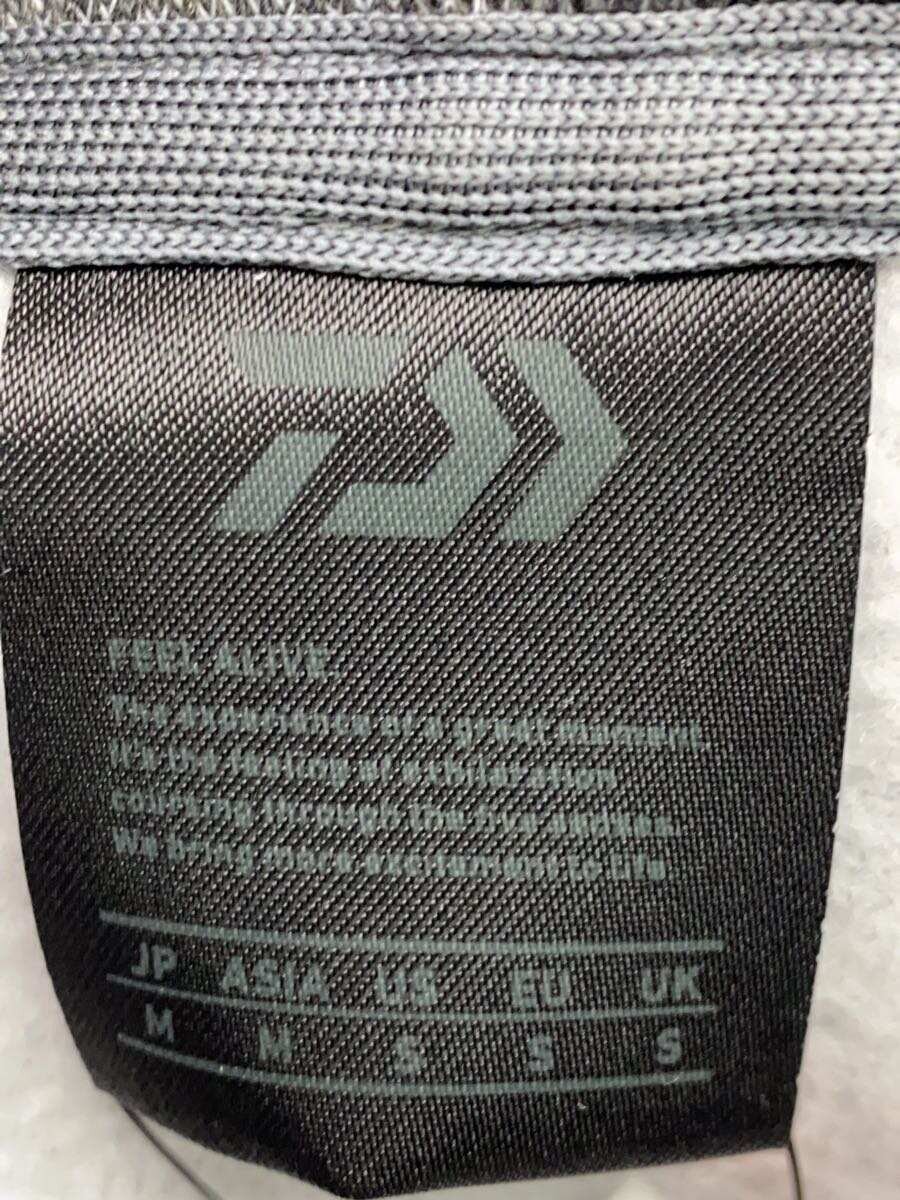 FEEL ALIVE.
The experience of a great moment.
It's the feeling of exhilaration
coursing through the five senses.
We bring more excitement to life
JP ASIA US EU UK
M M S S S